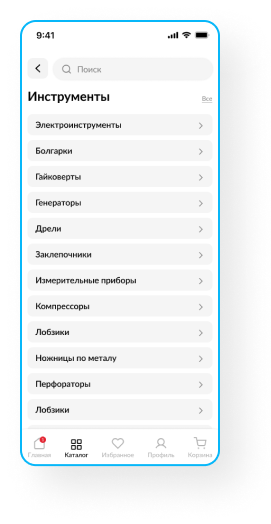 9:41
Поиск
Инструменты
Все
Электроинструменты
Болгарки
Гайковерты
Генераторы
Дрели
Заклепочники
Измерительные приборы
Компрессоры
Лобзики
Ножницы по металу
Перфораторы
Лобзики
Главная Каталог Избранное Профиль Корзина